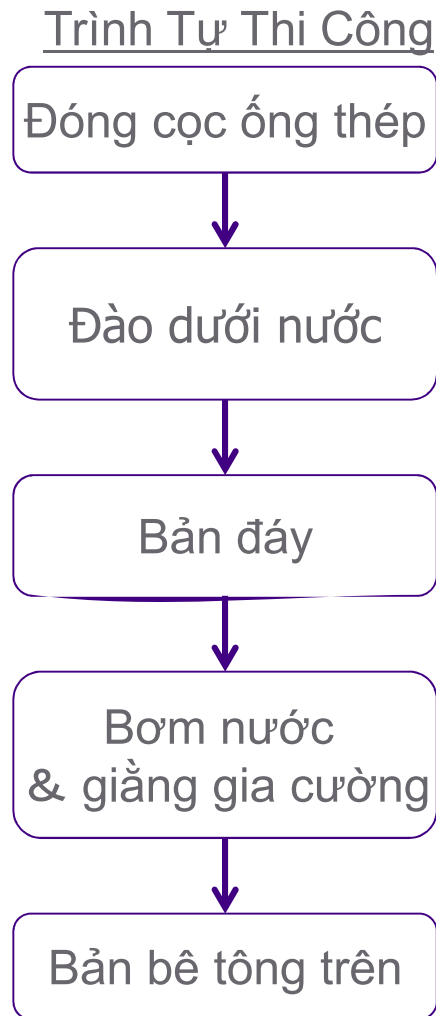 Trình Tự Thi Công
Đóng cọc ống thép
Đào dưới nước
Bản đáy
Bơm nước
& giằng gia cường
Bản bê tông trên